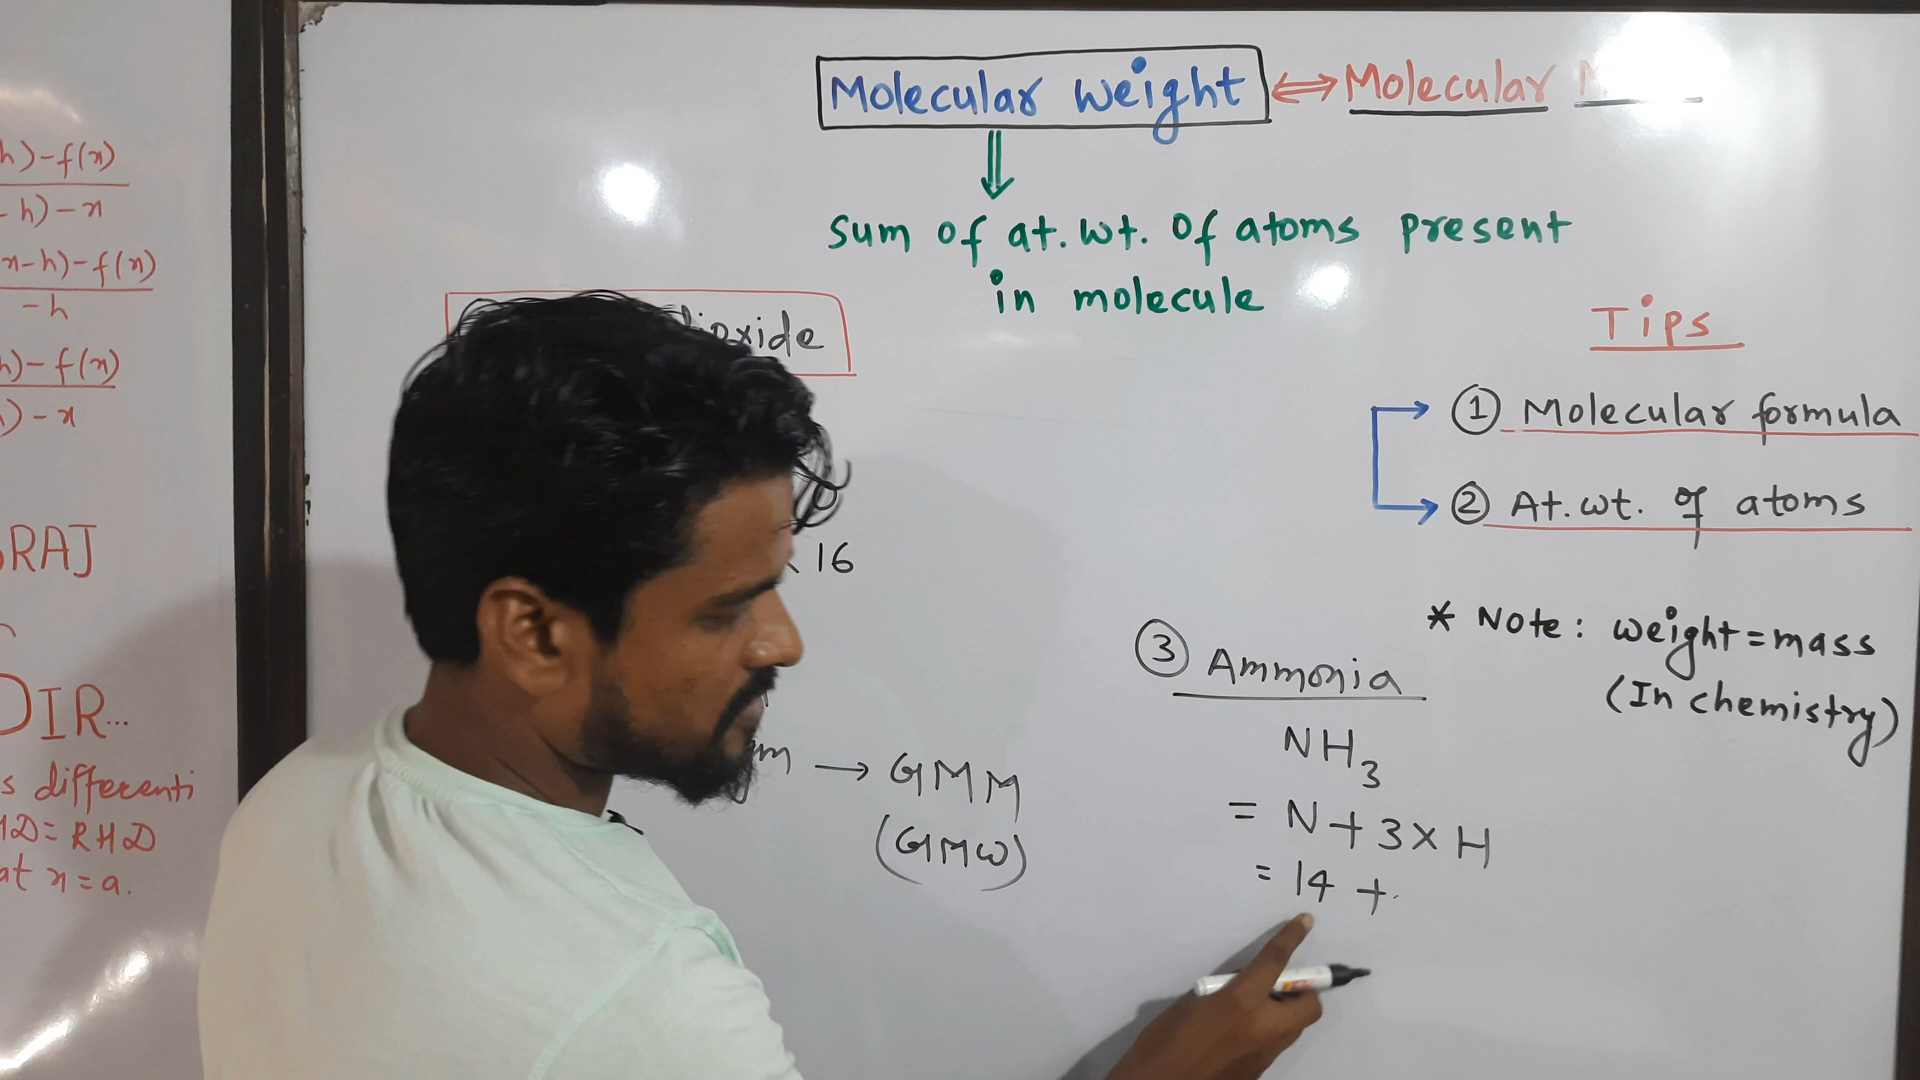 h)-f(x)
-h)-x
x-h)-f(x)
-h
h)-f(x)
)-x
RAJ
DIR...
s differenti
HD=RHD
at x=a.
Molecular weight ⇔ Molecular
⇓
Sum of at.wt. of atoms present
in molecule
ioxide
16
m → GMM
(GMW)
③ Ammonia
NH₃
= N+3×H
= 14 +
Tips
① Molecular formula
② At.wt. of atoms
* Note: weight=mass
(In chemistry)